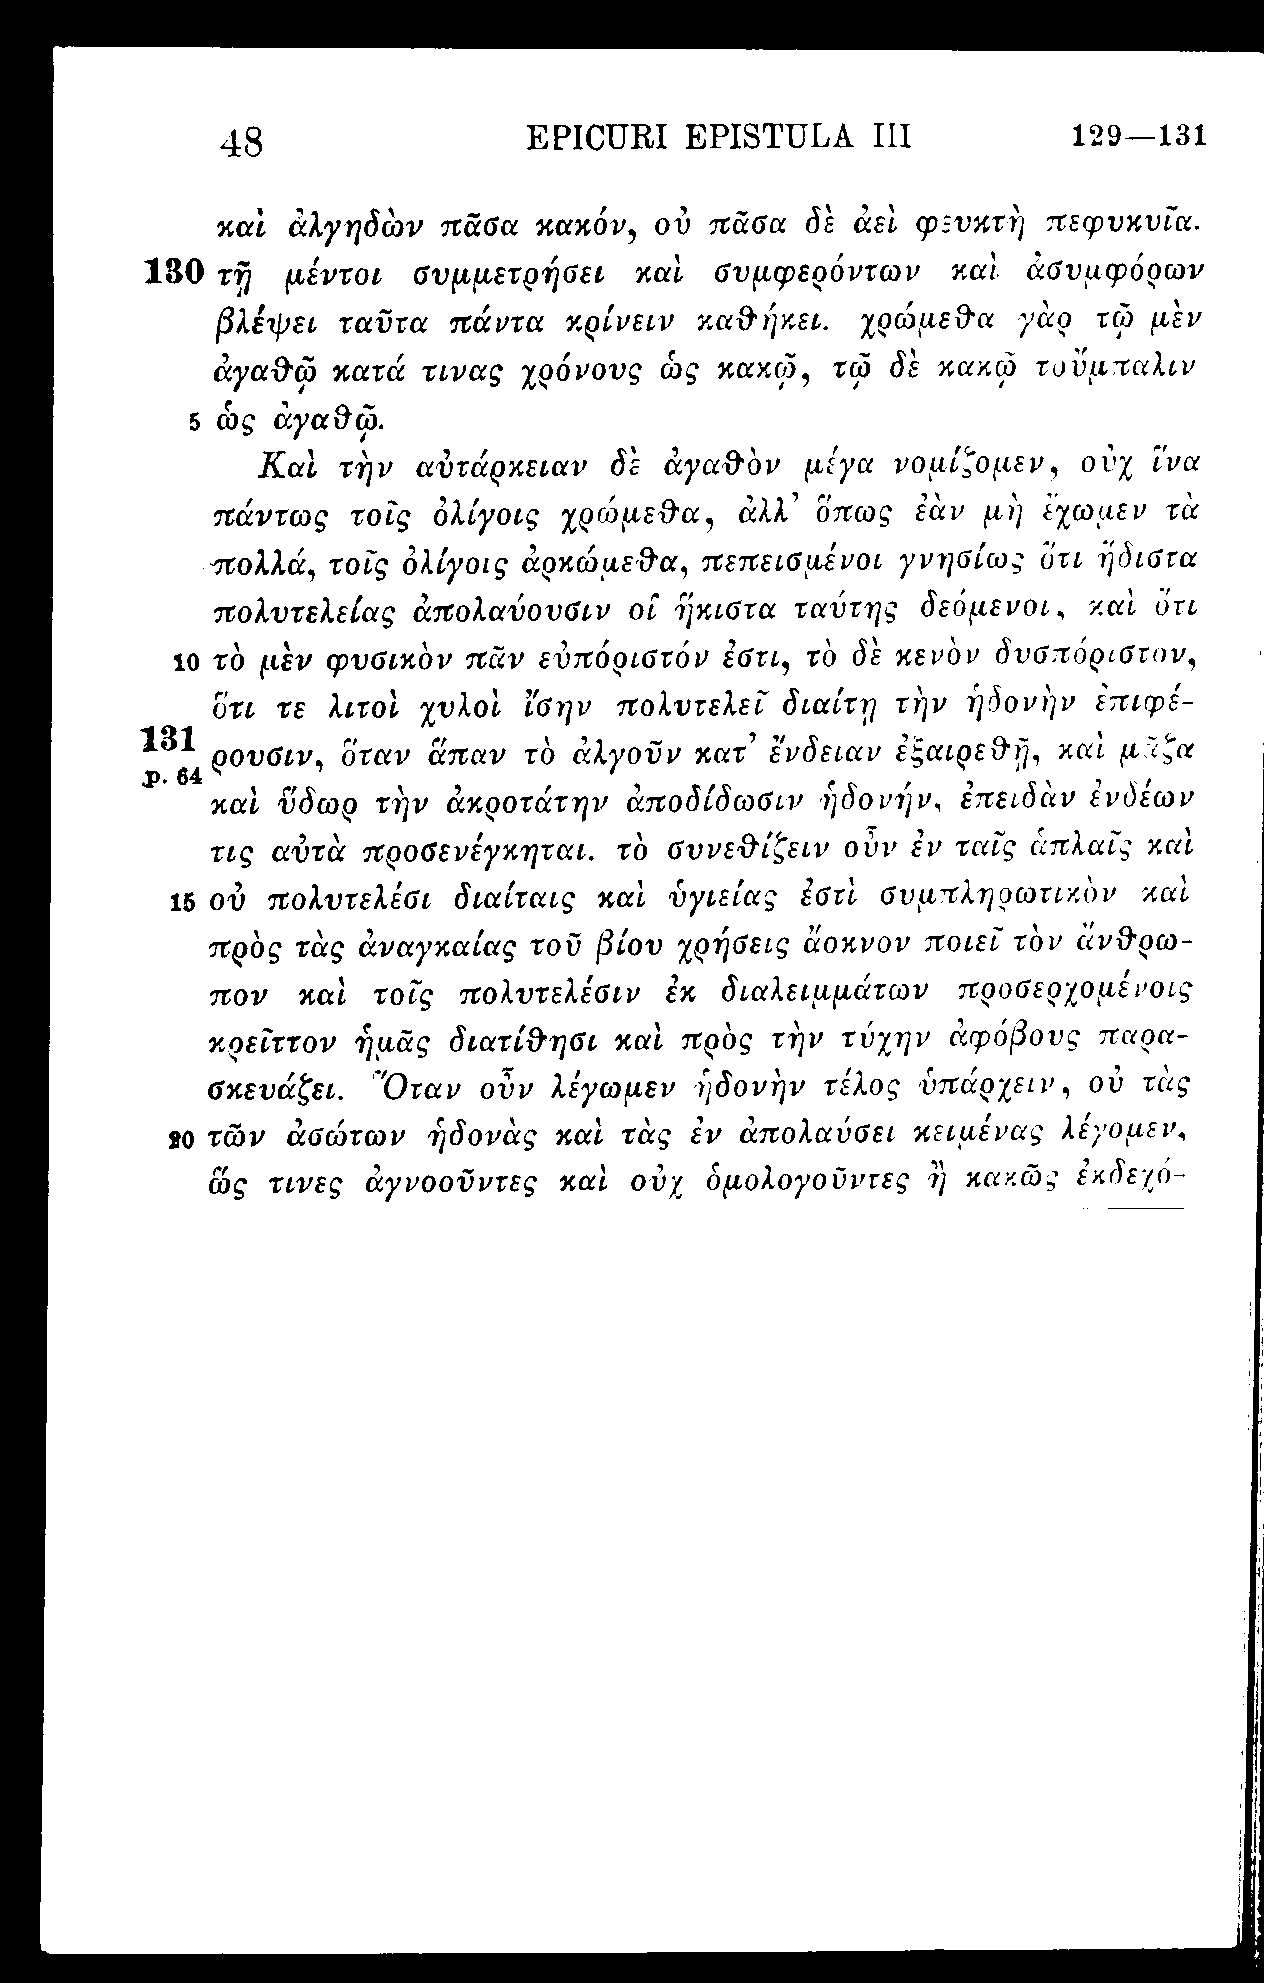 48 EPICURI EPISTULA III 129—131
καὶ ἀλγηδὼν πᾶσα κακόν, οὐ πᾶσα δὲ ἀεὶ φευκτὴ πεφυκυῖα.
130 τῇ μέντοι συμμετρήσει καὶ συμφερόντων καὶ ἀσυμφόρων
βλέψει ταῦτα πάντα κρίνειν καθήκει. χρώμεθα γὰρ τῷ μὲν
ἀγαθῷ κατά τινας χρόνους ὡς κακῷ, τῷ δὲ κακῷ τοὔμπαλιν
5 ὡς ἀγαθῷ.
Καὶ τὴν αὐτάρκειαν δὲ ἀγαθὸν μέγα νομίζομεν, οὐχ ἵνα
πάντως τοῖς ὀλίγοις χρώμεθα, ἀλλ’ ὅπως ἐὰν μὴ ἔχωμεν τὰ
πολλά, τοῖς ὀλίγοις ἀρκώμεθα, πεπεισμένοι γνησίως ὅτι ἥδιστα
πολυτελείας ἀπολαύουσιν οἱ ἥκιστα ταύτης δεόμενοι, καὶ ὅτι
10 τὸ μὲν φυσικὸν πᾶν εὐπόριστόν ἐστι, τὸ δὲ κενὸν δυσπόριστον,
ὅτι τε λιτοὶ χυλοὶ ἴσην πολυτελεῖ διαίτῃ τὴν ἡδονὴν ἐπιφέ-
131 ρουσιν, ὅταν ἅπαν τὸ ἀλγοῦν κατ’ ἔνδειαν ἐξαιρεθῇ, καὶ μᾶζα
p. 64 καὶ ὕδωρ τὴν ἀκροτάτην ἀποδίδωσιν ἡδονήν, ἐπειδὰν ἐνδέων
τις αὐτὰ προσενέγκηται. τὸ συνεθίζειν οὖν ἐν ταῖς ἁπλαῖς καὶ
15 οὐ πολυτελέσι διαίταις καὶ ὑγιείας ἐστὶ συμπληρωτικὸν καὶ
πρὸς τὰς ἀναγκαίας τοῦ βίου χρήσεις ἄοκνον ποιεῖ τὸν ἄνθρω-
πον καὶ τοῖς πολυτελέσιν ἐκ διαλειμμάτων προσερχομένοις
κρεῖττον ἡμᾶς διατίθησι καὶ πρὸς τὴν τύχην ἀφόβους παρα-
σκευάζει. Ὅταν οὖν λέγωμεν ἡδονὴν τέλος ὑπάρχειν, οὐ τὰς
20 τῶν ἀσώτων ἡδονὰς καὶ τὰς ἐν ἀπολαύσει κειμένας λέγομεν,
ὥς τινες ἀγνοοῦντες καὶ οὐχ ὁμολογοῦντες ἢ κακῶς ἐκδεχό-